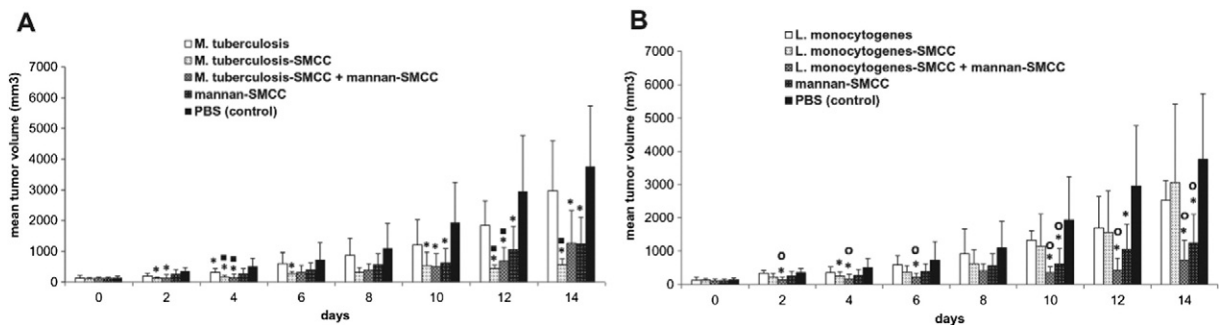 A
M. tuberculosis
M. tuberculosis-SMCC
M. tuberculosis-SMCC + mannan-SMCC
mannan-SMCC
PBS (control)
mean tumor volume (mm3)
7000
6000
5000
4000
3000
2000
1000
0
0 2 4 6 8 10 12 14
days
B
L. monocytogenes
L. monocytogenes-SMCC
L. monocytogenes-SMCC + mannan-SMCC
mannan-SMCC
PBS (control)
mean tumor volume (mm3)
7000
6000
5000
4000
3000
2000
1000
0
0 2 4 6 8 10 12 14
days